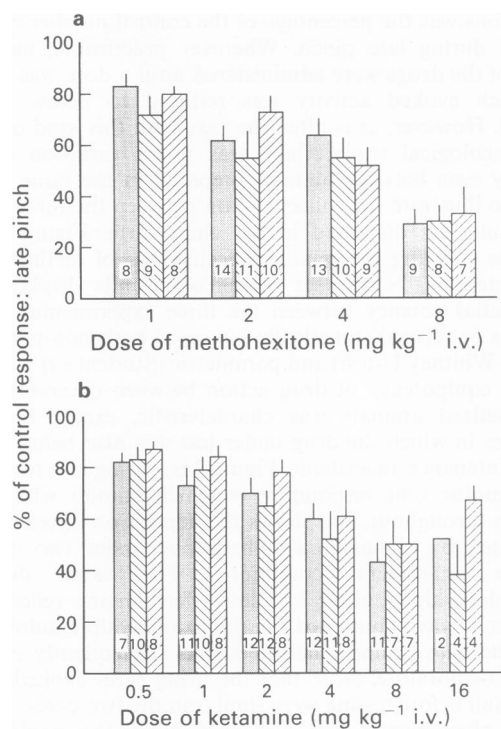 a
% of control response: late pinch
100
80
60
40
20
0
8 9 8 14 11 10 13 10 9 9 8 7
1 2 4 8
Dose of methohexitone (mg kg⁻¹ i.v.)
b
100
80
60
40
20
0
7 10 8 11 10 8 12 12 8 12 11 8 11 7 7 2 4 4
0.5 1 2 4 8 16
Dose of ketamine (mg kg⁻¹ i.v.)